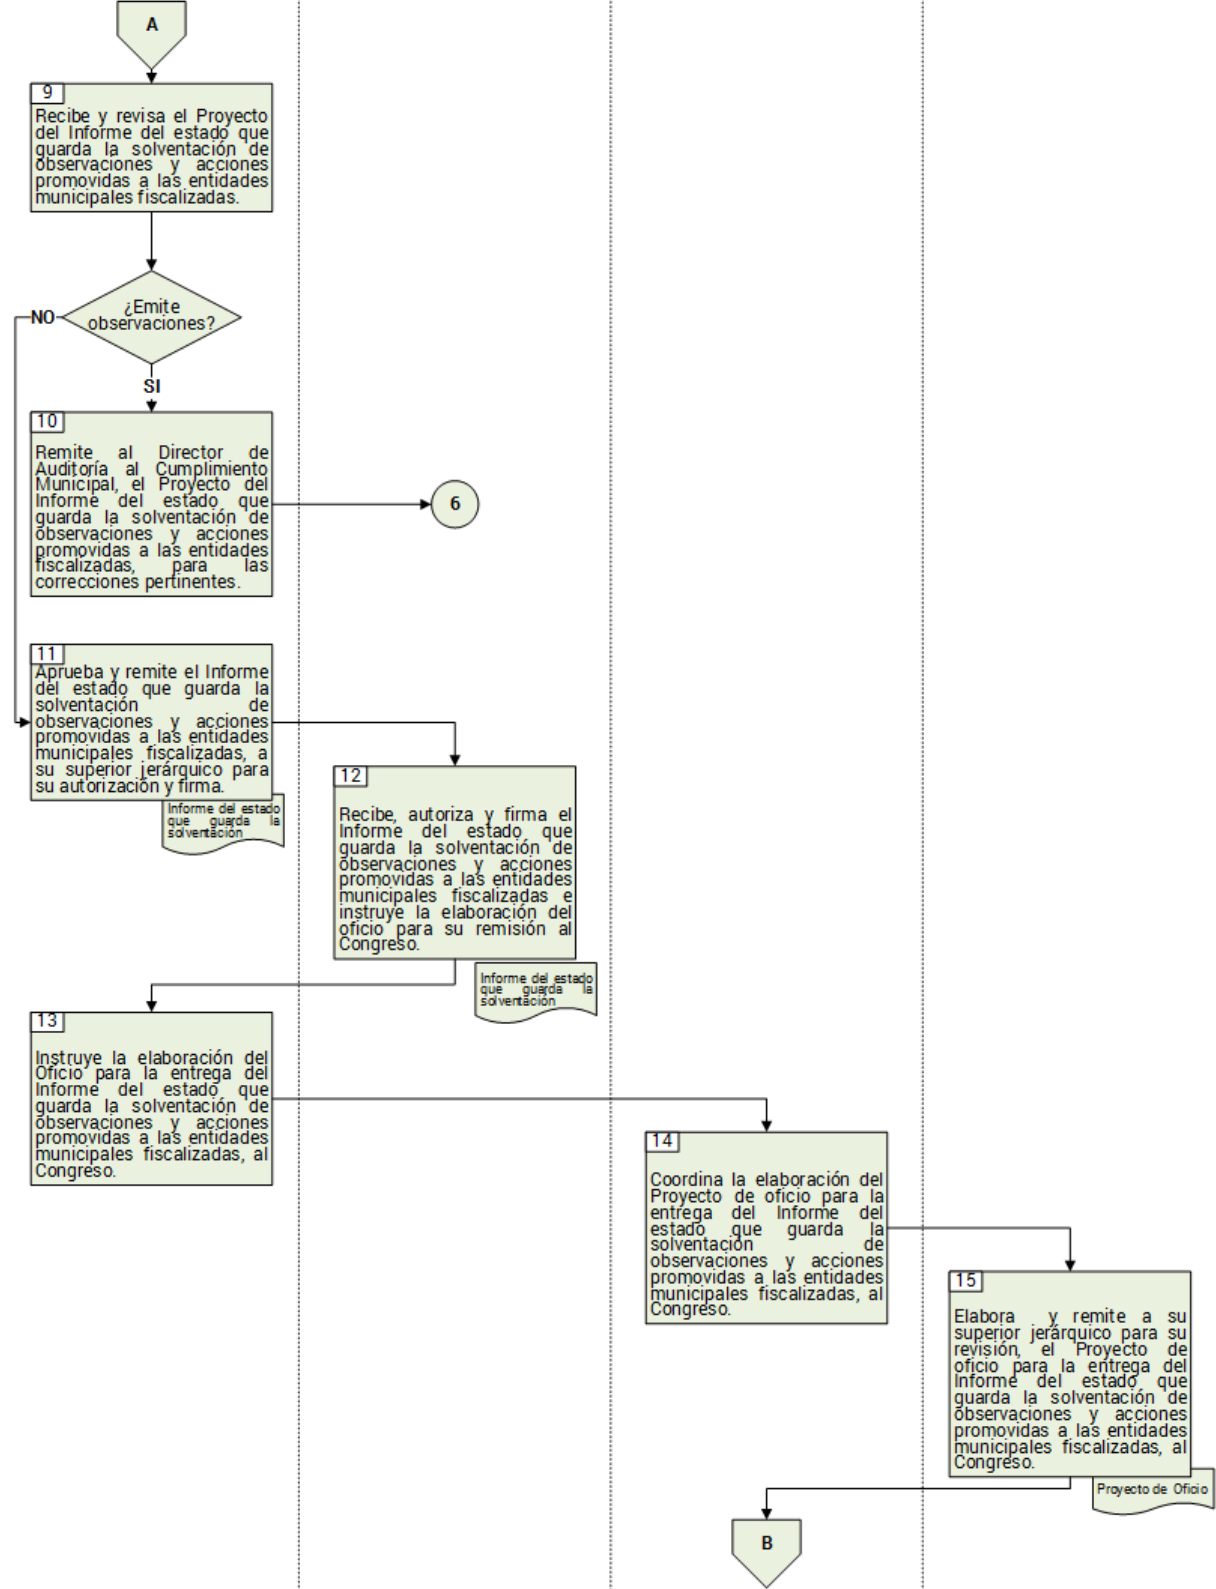 A
9
Recibe y revisa el Proyecto
del Informe del estado que
guarda la solventación de
observaciones y acciones
promovidas a las entidades
municipales fiscalizadas.
¿Emite
observaciones?
NO
SI
10
Remite al Director de
Auditoría al Cumplimiento
Municipal, el Proyecto del
Informe del estado que
guarda la solventación de
observaciones y acciones
promovidas a las entidades
fiscalizadas, para las
correcciones pertinentes.
6
11
Aprueba y remite el Informe
del estado que guarda la
solventación de
observaciones y acciones
promovidas a las entidades
municipales fiscalizadas, a
su superior jerárquico para
su autorización y firma.
Informe del estado
que guarda la
solventación
12
Recibe, autoriza y firma el
Informe del estado que
guarda la solventación de
observaciones y acciones
promovidas a las entidades
municipales fiscalizadas e
instruye la elaboración del
oficio para su remisión al
Congreso.
Informe del estado
que guarda la
solventación
13
Instruye la elaboración del
Oficio para la entrega del
Informe del estado que
guarda la solventación de
observaciones y acciones
promovidas a las entidades
municipales fiscalizadas, al
Congreso.
14
Coordina la elaboración del
Proyecto de oficio para la
entrega del Informe del
estado que guarda la
solventación de
observaciones y acciones
promovidas a las entidades
municipales fiscalizadas, al
Congreso.
15
Elabora y remite a su
superior jerárquico para su
revisión, el Proyecto de
oficio para la entrega del
Informe del estado que
guarda la solventación de
observaciones y acciones
promovidas a las entidades
municipales fiscalizadas, al
Congreso.
Proyecto de Oficio
B